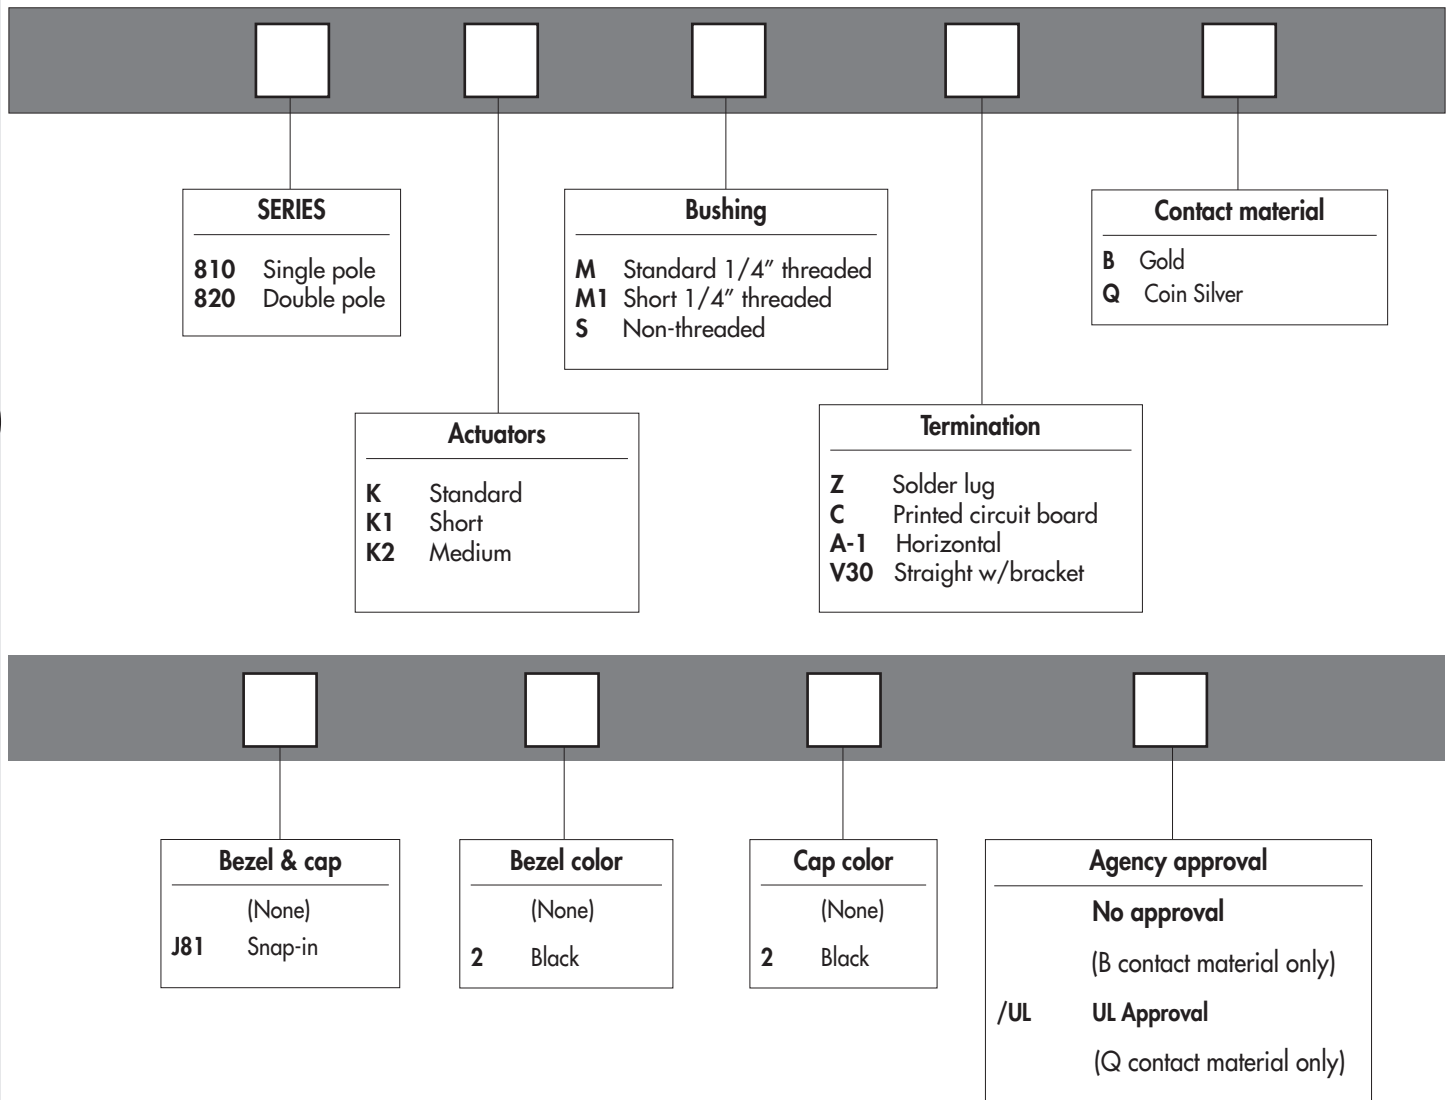 SERIES
810 Single pole
820 Double pole
Bushing
M Standard 1/4” threaded
M1 Short 1/4” threaded
S Non-threaded
Contact material
B Gold
Q Coin Silver
Actuators
K Standard
K1 Short
K2 Medium
Termination
Z Solder lug
C Printed circuit board
A-1 Horizontal
V30 Straight w/bracket
Bezel & cap
(None)
J81 Snap-in
Bezel color
(None)
2 Black
Cap color
(None)
2 Black
Agency approval
No approval
(B contact material only)
/UL UL Approval
(Q contact material only)